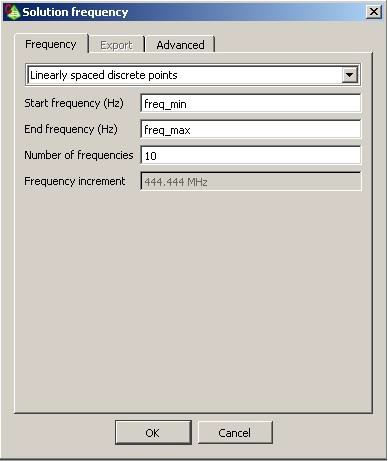 Solution frequency
Frequency Export Advanced
Linearly spaced discrete points
Start frequency (Hz) freq_min
End frequency (Hz) freq_max
Number of frequencies 10
Frequency increment 444.444 MHz
OK Cancel